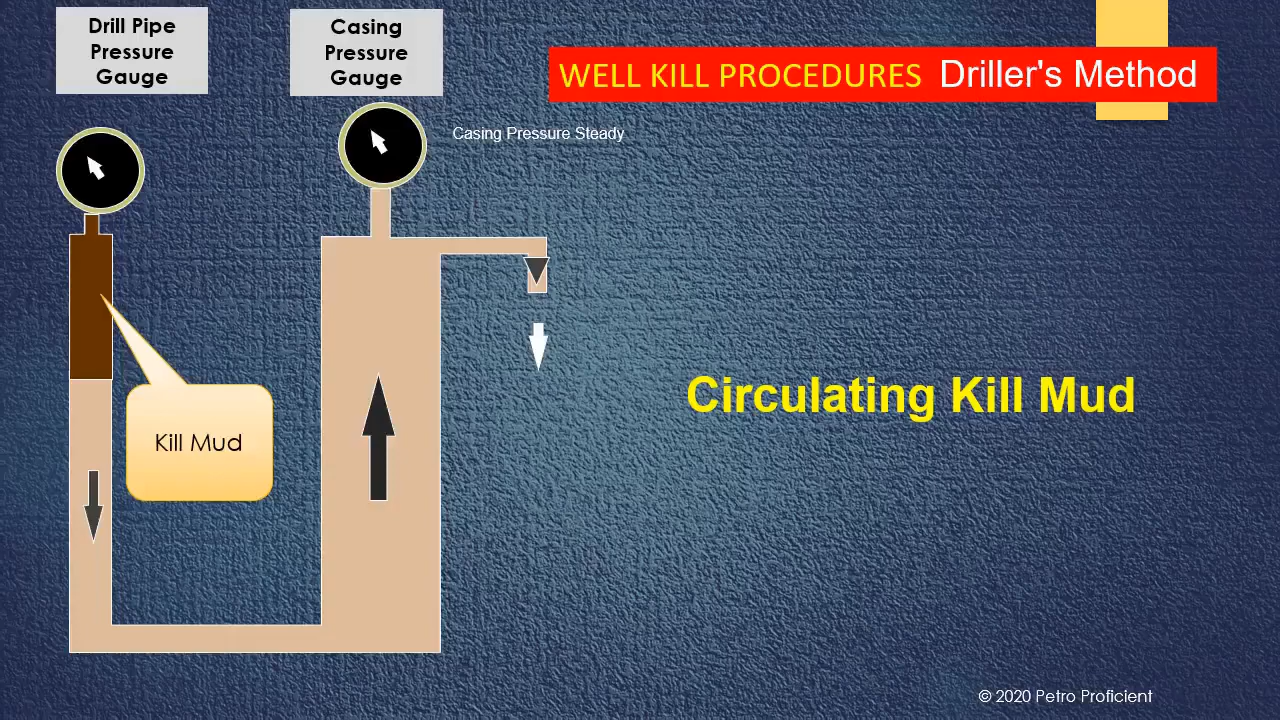 Drill Pipe
Pressure
Gauge
Casing
Pressure
Gauge
WELL KILL PROCEDURES Driller's Method
Casing Pressure Steady
Circulating Kill Mud
Kill Mud
© 2020 Petro Proficient